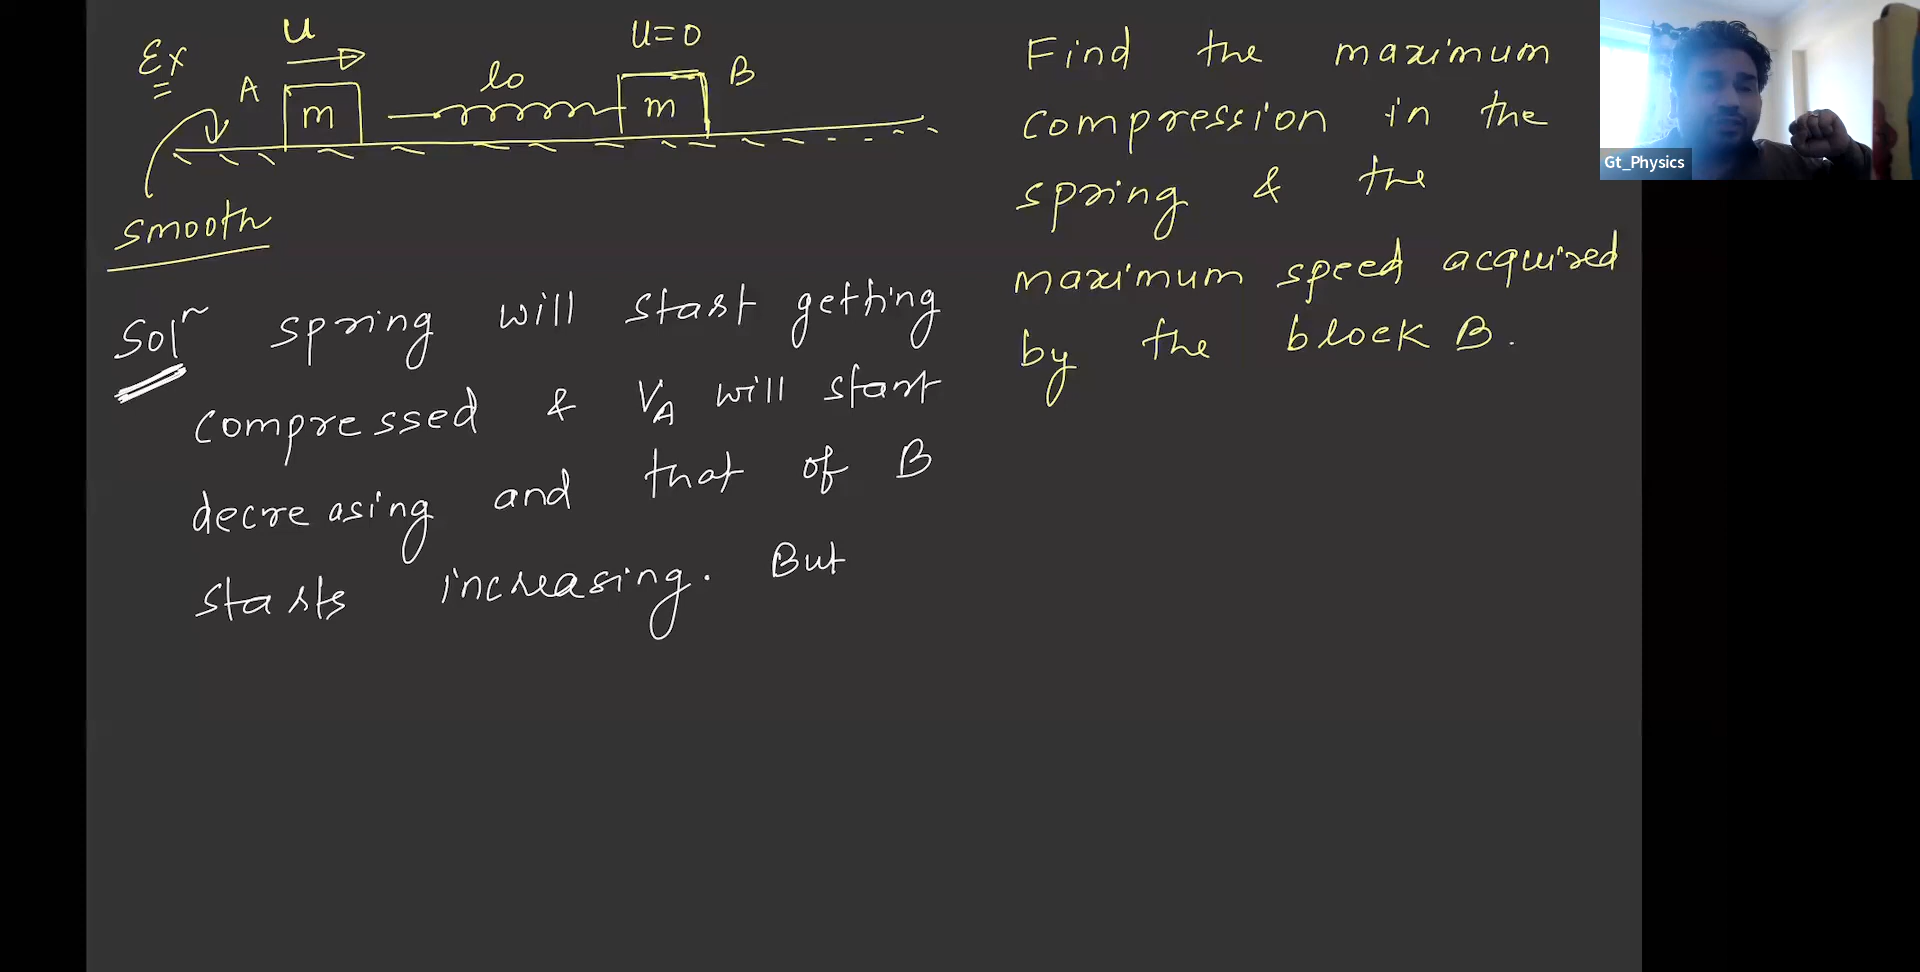 Ex
u
A
m
lo
m
u=0
B
smooth
Find the maximum
compression in the
spring & the
maximum speed acquired
by the block B.
Soln spring will start getting
compressed & VA will start
decreasing and that of B
starts increasing. But
Gt_Physics